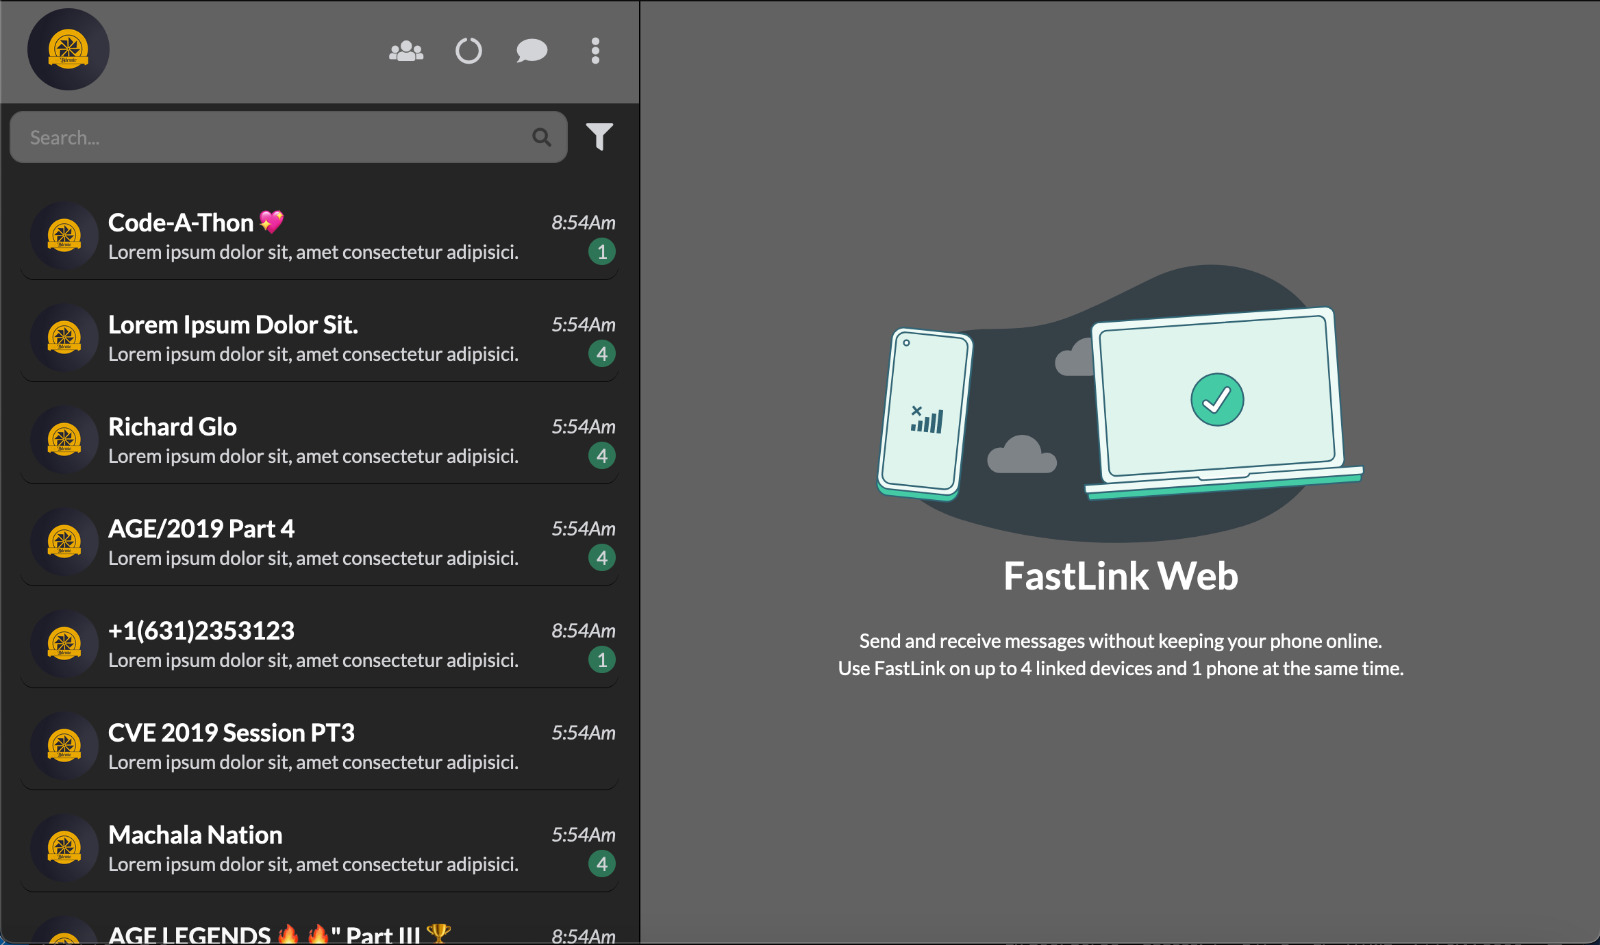 Search...
Code-A-Thon 💖
8:54Am
Lorem ipsum dolor sit, amet consectetur adipisici.
1
Lorem Ipsum Dolor Sit.
5:54Am
Lorem ipsum dolor sit, amet consectetur adipisici.
4
Richard Glo
5:54Am
Lorem ipsum dolor sit, amet consectetur adipisici.
4
AGE/2019 Part 4
5:54Am
Lorem ipsum dolor sit, amet consectetur adipisici.
4
+1(631)2353123
8:54Am
Lorem ipsum dolor sit, amet consectetur adipisici.
1
CVE 2019 Session PT3
5:54Am
Lorem ipsum dolor sit, amet consectetur adipisici.
Machala Nation
5:54Am
Lorem ipsum dolor sit, amet consectetur adipisici.
4
AGE LEGENDS 🔥 🔥" Part III 🏆
8:54Am
FastLink Web
Send and receive messages without keeping your phone online.
Use FastLink on up to 4 linked devices and 1 phone at the same time.